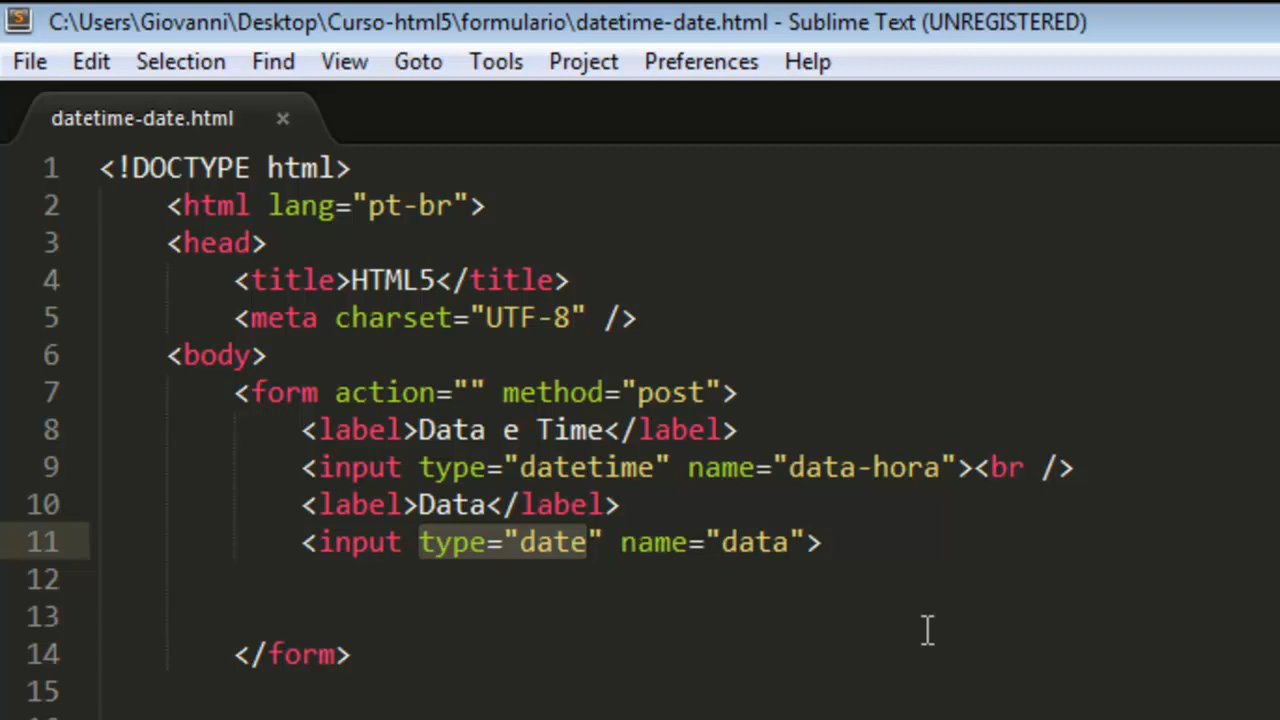 C:\Users\Giovanni\Desktop\Curso-html5\formulario\datetime-date.html - Sublime Text (UNREGISTERED)
File Edit Selection Find View Goto Tools Project Preferences Help
datetime-date.html ×
1 <!DOCTYPE html>
2 <html lang="pt-br">
3 <head>
4 <title>HTML5</title>
5 <meta charset="UTF-8" />
6 <body>
7 <form action="" method="post">
8 <label>Data e Time</label>
9 <input type="datetime" name="data-hora"><br />
10 <label>Data</label>
11 <input type="date" name="data">
12
13
14 </form>
15